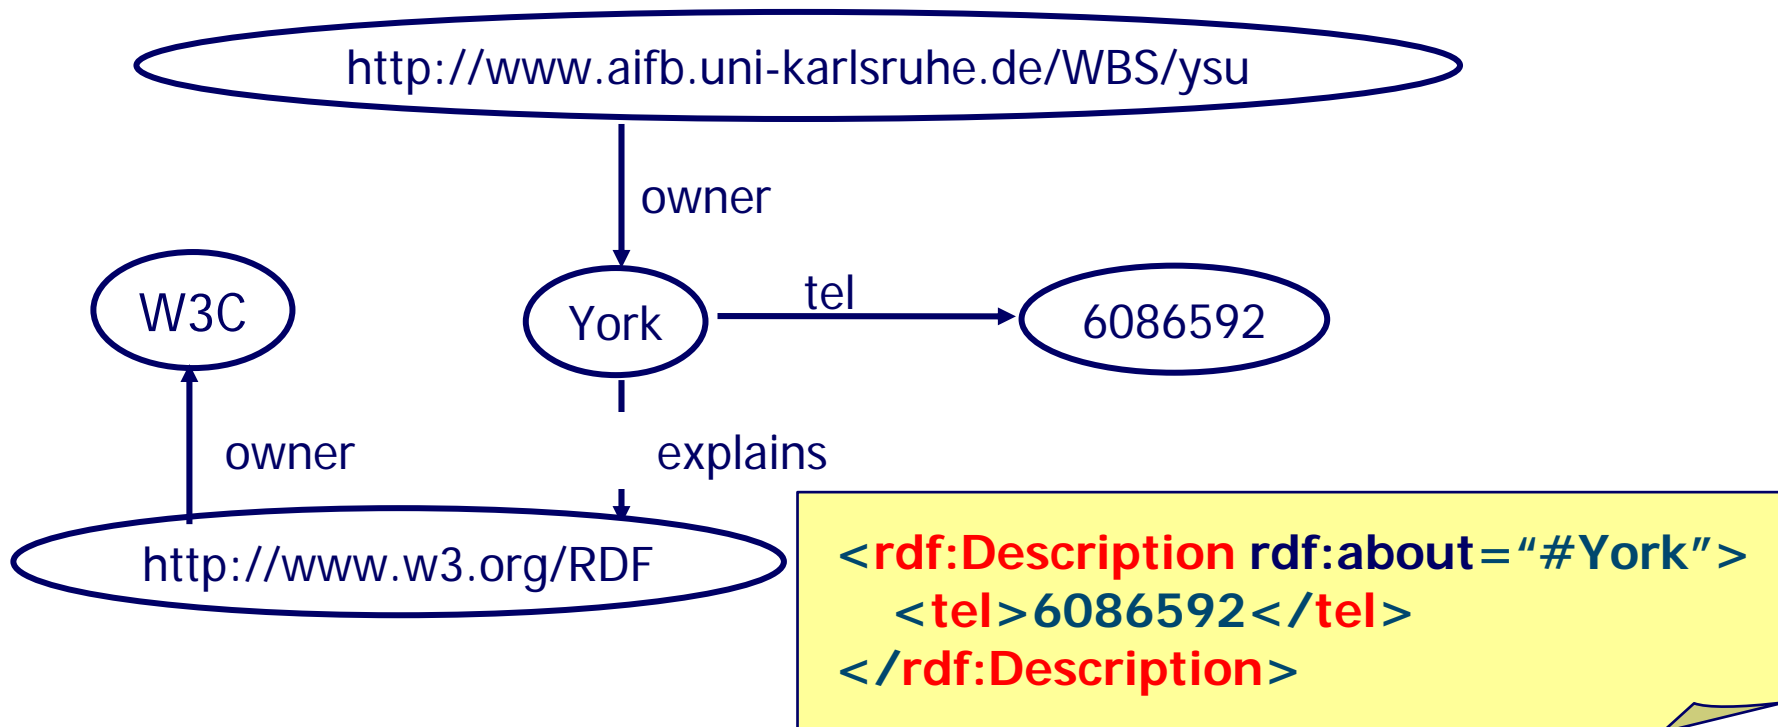 http://www.aifb.uni-karlsruhe.de/WBS/ysu
owner
W3C
York
tel
6086592
owner
explains
http://www.w3.org/RDF
<rdf:Description rdf:about=“#York”>
<tel>6086592</tel>
</rdf:Description>